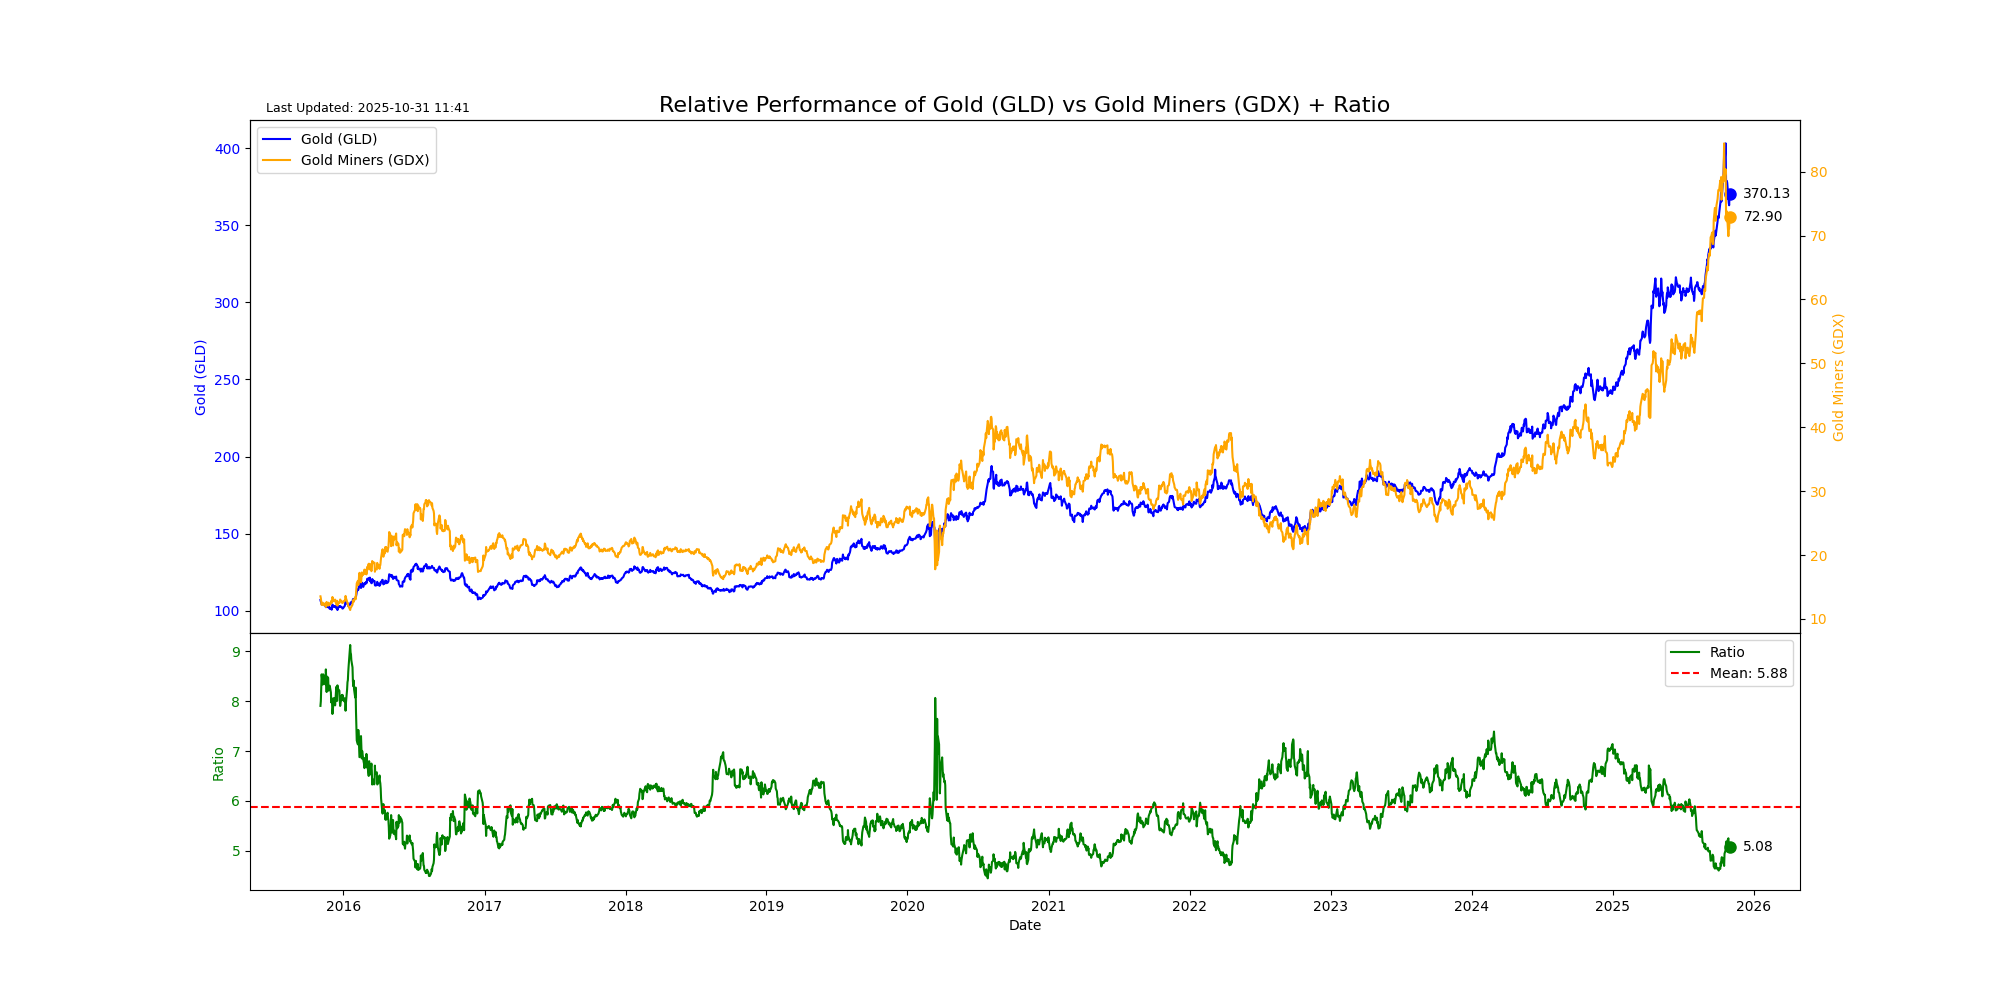 Last Updated: 2025-10-31 11:41
Relative Performance of Gold (GLD) vs Gold Miners (GDX) + Ratio
Gold (GLD)
Gold Miners (GDX)
400
350
300
250
200
150
100
Gold (GLD)
80
70
60
50
40
30
20
10
Gold Miners (GDX)
370.13
72.90
Ratio
Mean: 5.88
9
8
7
6
5
Ratio
5.08
2016 2017 2018 2019 2020 2021 2022 2023 2024 2025 2026
Date